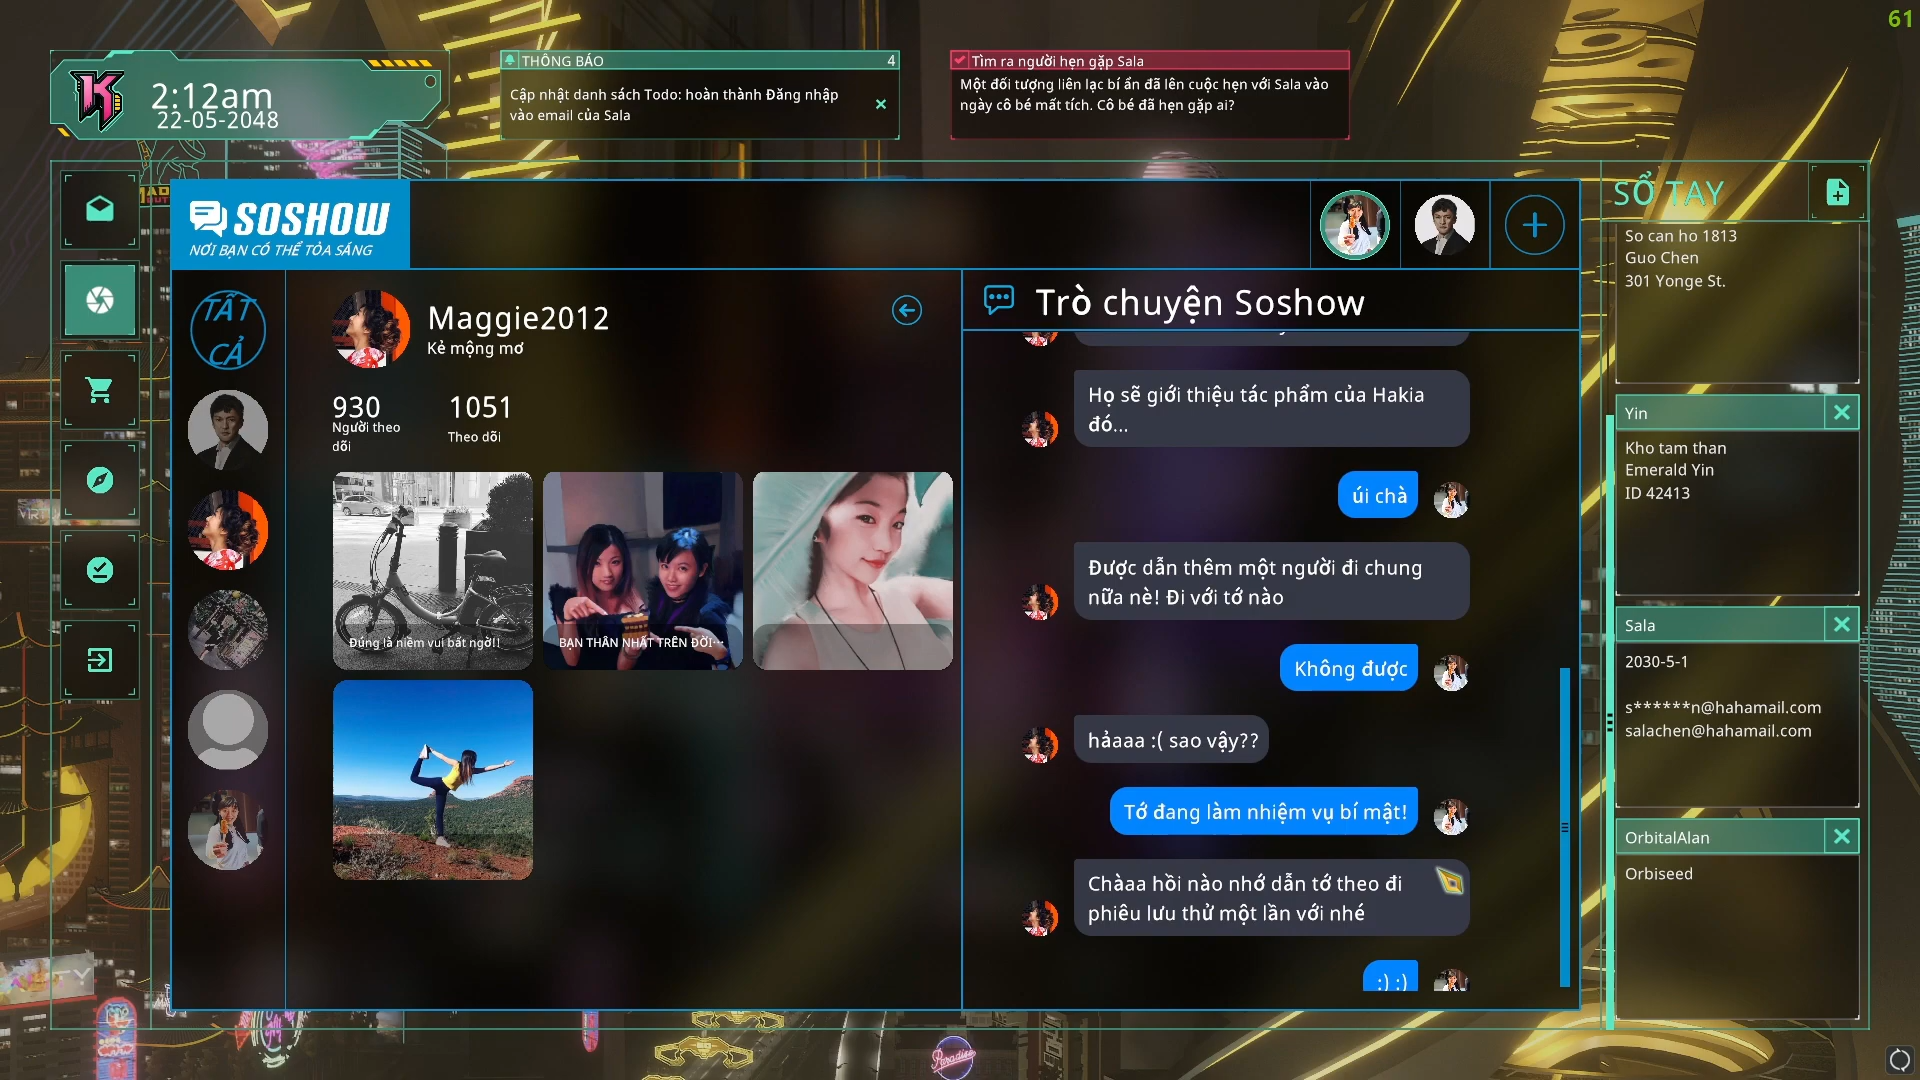 61
2:12am
22-05-2048
THÔNG BÁO
4
Cập nhật danh sách Todo: hoàn thành Đăng nhập
vào email của Sala
Tìm ra người hẹn gặp Sala
Một đối tượng liên lạc bí ẩn đã lên cuộc hẹn với Sala vào
ngày cô bé mất tích. Cô bé đã hẹn gặp ai?
SOSHOW
NƠI BẠN CÓ THỂ TỎA SÁNG
TẤT
CẢ
Maggie2012
Kẻ mộng mơ
930
Người theo
dõi
1051
Theo dõi
Đúng là niềm vui bất ngờ!!
BẠN THÂN NHẤT TRÊN ĐỜI…
Trò chuyện Soshow
Họ sẽ giới thiệu tác phẩm của Hakia
đó...
úi chà
Được dẫn thêm một người đi chung
nữa nè! Đi với tớ nào
Không được
hảaaa :( sao vậy??
Tớ đang làm nhiệm vụ bí mật!
Chàaa hồi nào nhớ dẫn tớ theo đi
phiêu lưu thử một lần với nhé
:) :)
SỔ TAY
So can ho 1813
Guo Chen
301 Yonge St.
Yin
Kho tam than
Emerald Yin
ID 42413
Sala
2030-5-1
s******n@hahamail.com
salachen@hahamail.com
OrbitalAlan
Orbiseed
Paradise